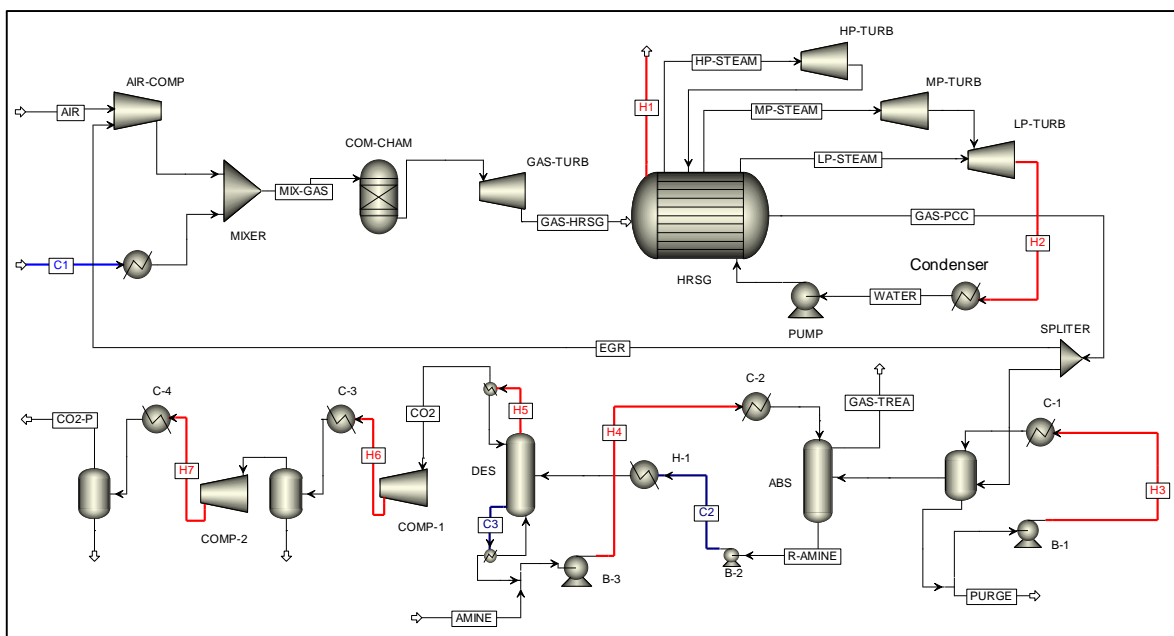 HP-TURB
HP-STEAM
AIR-COMP
MP-TURB
H1
AIR
MP-STEAM
LP-TURB
COM-CHAM
GAS-TURB
LP-STEAM
MIX-GAS
GAS-HRSG
GAS-PCC
MIXER
H2
C1
Condenser
HRSG
WATER
PUMP
SPLITER
EGR
C-4
C-3
C-2
GAS-TREA
C-1
CO2-P
CO2
H5
H4
H7
H6
DES
H-1
ABS
C3
C2
H3
COMP-1
COMP-2
R-AMINE
B-3
B-2
B-1
AMINE
PURGE